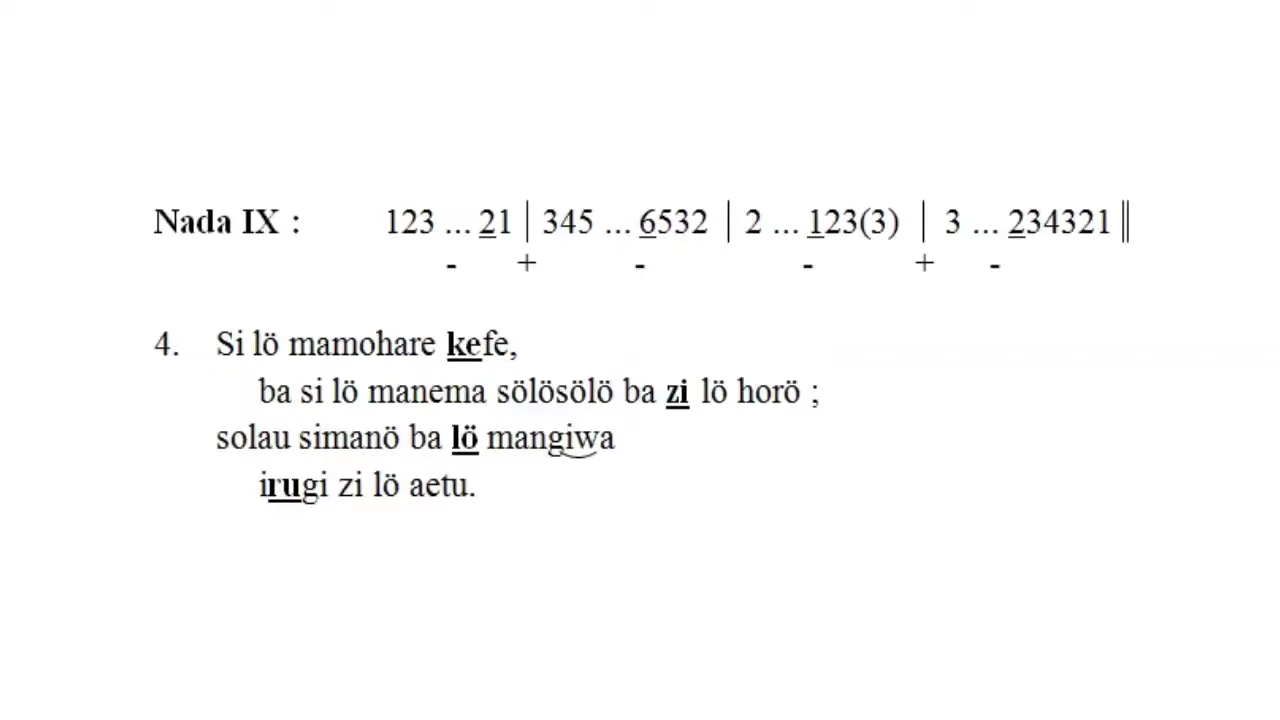 Nada IX : 123 ... 21 | 345 ... 6532 | 2 ... 123(3) | 3 ... 234321 ||
- + - - + -
4. Si lö mamohare kefe,
ba si lö manema sölösölö ba zi lö horö ;
solau simanö ba lö mangiwa
irugi zi lö aetu.